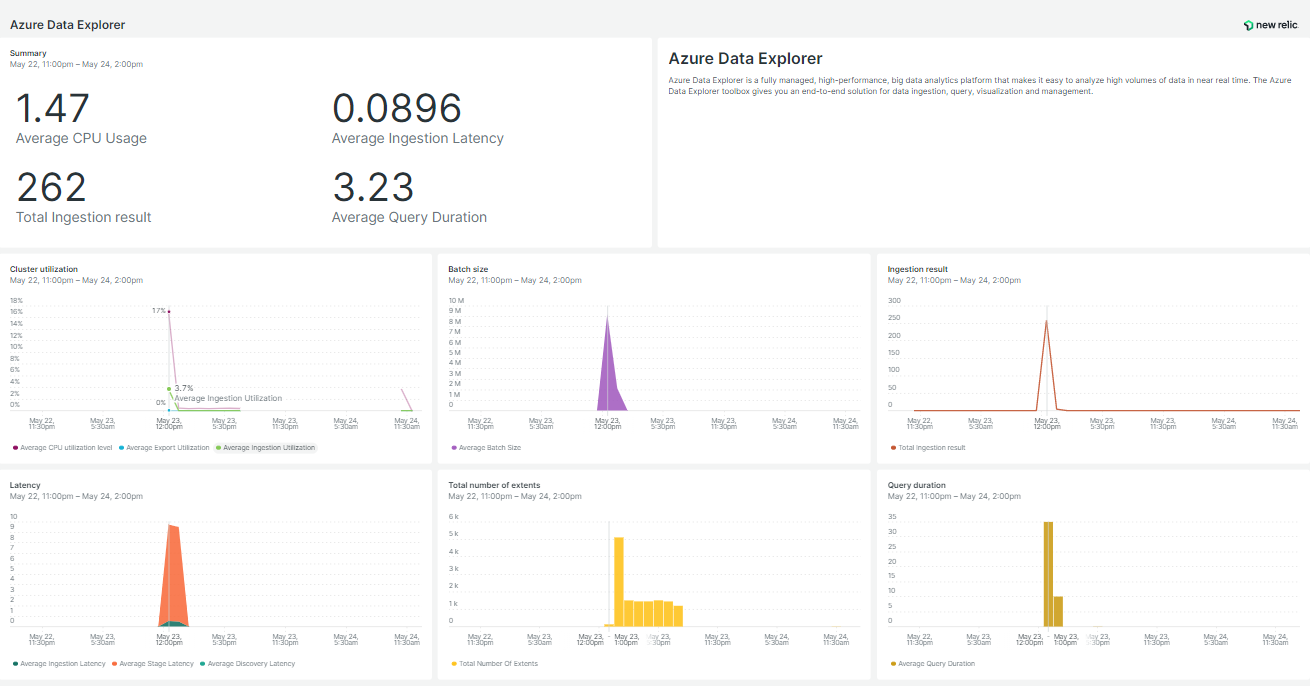 Azure Data Explorer
new relic
Summary
May 22, 11:00pm – May 24, 2:00pm
1.47
Average CPU Usage
0.0896
Average Ingestion Latency
262
Total Ingestion result
3.23
Average Query Duration
Azure Data Explorer
Azure Data Explorer is a fully managed, high-performance, big data analytics platform that makes it easy to analyze high volumes of data in near real time. The Azure
Data Explorer toolbox gives you an end-to-end solution for data ingestion, query, visualization and management.
Cluster utilization
May 22, 11:00pm – May 24, 2:00pm
18%
16%
14%
12%
10%
8%
6%
4%
2%
0%
17%
3.7%
Average Ingestion Utilization
0%
May 22, May 23, May 23, May 23, May 23, May 24, May 24,
11:30pm 5:30am 12:00pm 5:30pm 11:30pm 5:30am 11:30am
Average CPU utilization level Average Export Utilization Average Ingestion Utilization
Batch size
May 22, 11:00pm – May 24, 2:00pm
10 M
9 M
8 M
7 M
6 M
5 M
4 M
3 M
2 M
1 M
0
May 22, May 23, May 23, May 23, May 23, May 24, May 24,
11:30pm 5:30am 12:00pm 5:30pm 11:30pm 5:30am 11:30am
Average Batch Size
Ingestion result
May 22, 11:00pm – May 24, 2:00pm
300
250
200
150
100
50
0
May 22, May 23, May 23, May 23, May 23, May 24, May 24,
11:30pm 5:30am 12:00pm 5:30pm 11:30pm 5:30am 11:30am
Total Ingestion result
Latency
May 22, 11:00pm – May 24, 2:00pm
10
9
8
7
6
5
4
3
2
1
0
May 22, May 23, May 23, May 23, May 23, May 24, May 24,
11:30pm 5:30am 12:00pm 5:30pm 11:30pm 5:30am 11:30am
Average Ingestion Latency Average Stage Latency Average Discovery Latency
Total number of extents
May 22, 11:00pm – May 24, 2:00pm
6 k
5 k
4 k
3 k
2 k
1 k
0
May 22, May 23, May 23, - May 23, May 23, May 23, May 24, May 24,
11:30pm 5:30am 12:00pm 1:00pm 11:30pm 5:30am 11:30am
Total Number Of Extents
Query duration
May 22, 11:00pm – May 24, 2:00pm
35
30
25
20
15
10
5
0
May 22, May 23, May 23, - May 23, May 23, May 23, May 24, May 24,
11:30pm 5:30am 12:00pm 1:00pm 11:30pm 5:30am 11:30am
Average Query Duration